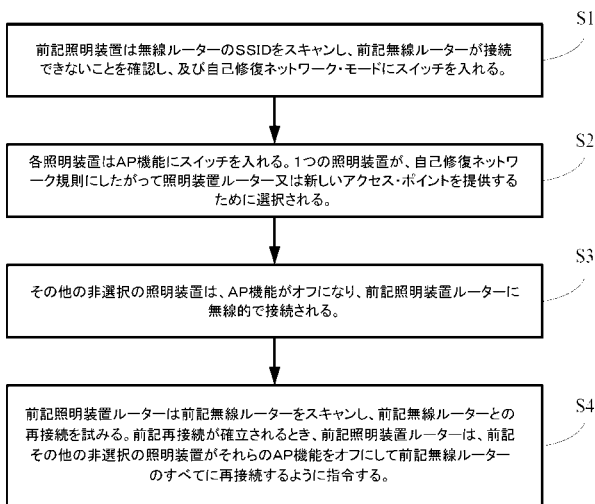 S1
前記照明装置は無線ルーターのSSIDをスキャンし、前記無線ルーターが接続
できないことを確認し、及び自己修復ネットワーク・モードにスイッチを入れる。
S2
各照明装置はAP機能にスイッチを入れる。1つの照明装置が、自己修復ネットワ
ーク規則にしたがって照明装置ルーター又は新しいアクセス・ポイントを提供する
ために選択される。
S3
その他の非選択の照明装置は、AP機能がオフになり、前記照明装置ルーターに
無線的で接続される。
S4
前記照明装置ルーターは前記無線ルーターをスキャンし、前記無線ルーターとの
再接続を試みる。前記再接続が確立されるとき、前記照明装置ルーターは、前記
その他の非選択の照明装置がそれらのAP機能をオフにして前記無線ルーター
のすべてに再接続するように指令する。